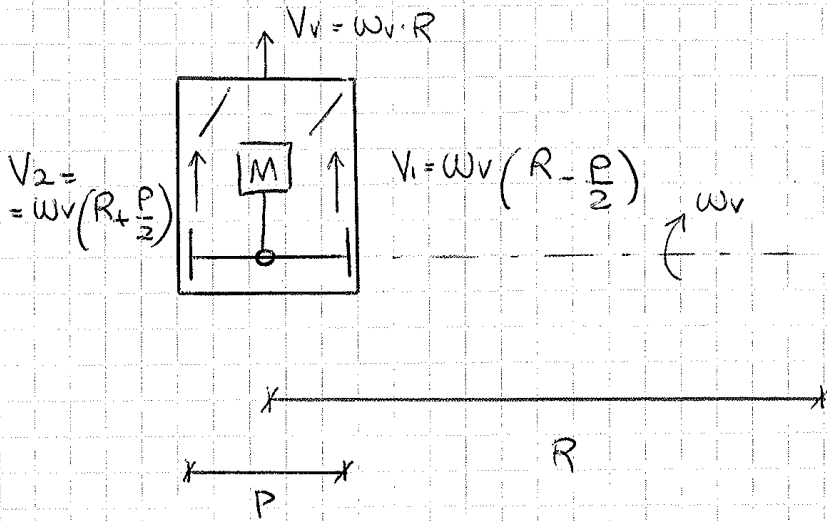 Vv = ωv · R
V2 =
= ωv(R + P/2)
M
V1 = ωv(R - P/2)
ωv
R
P